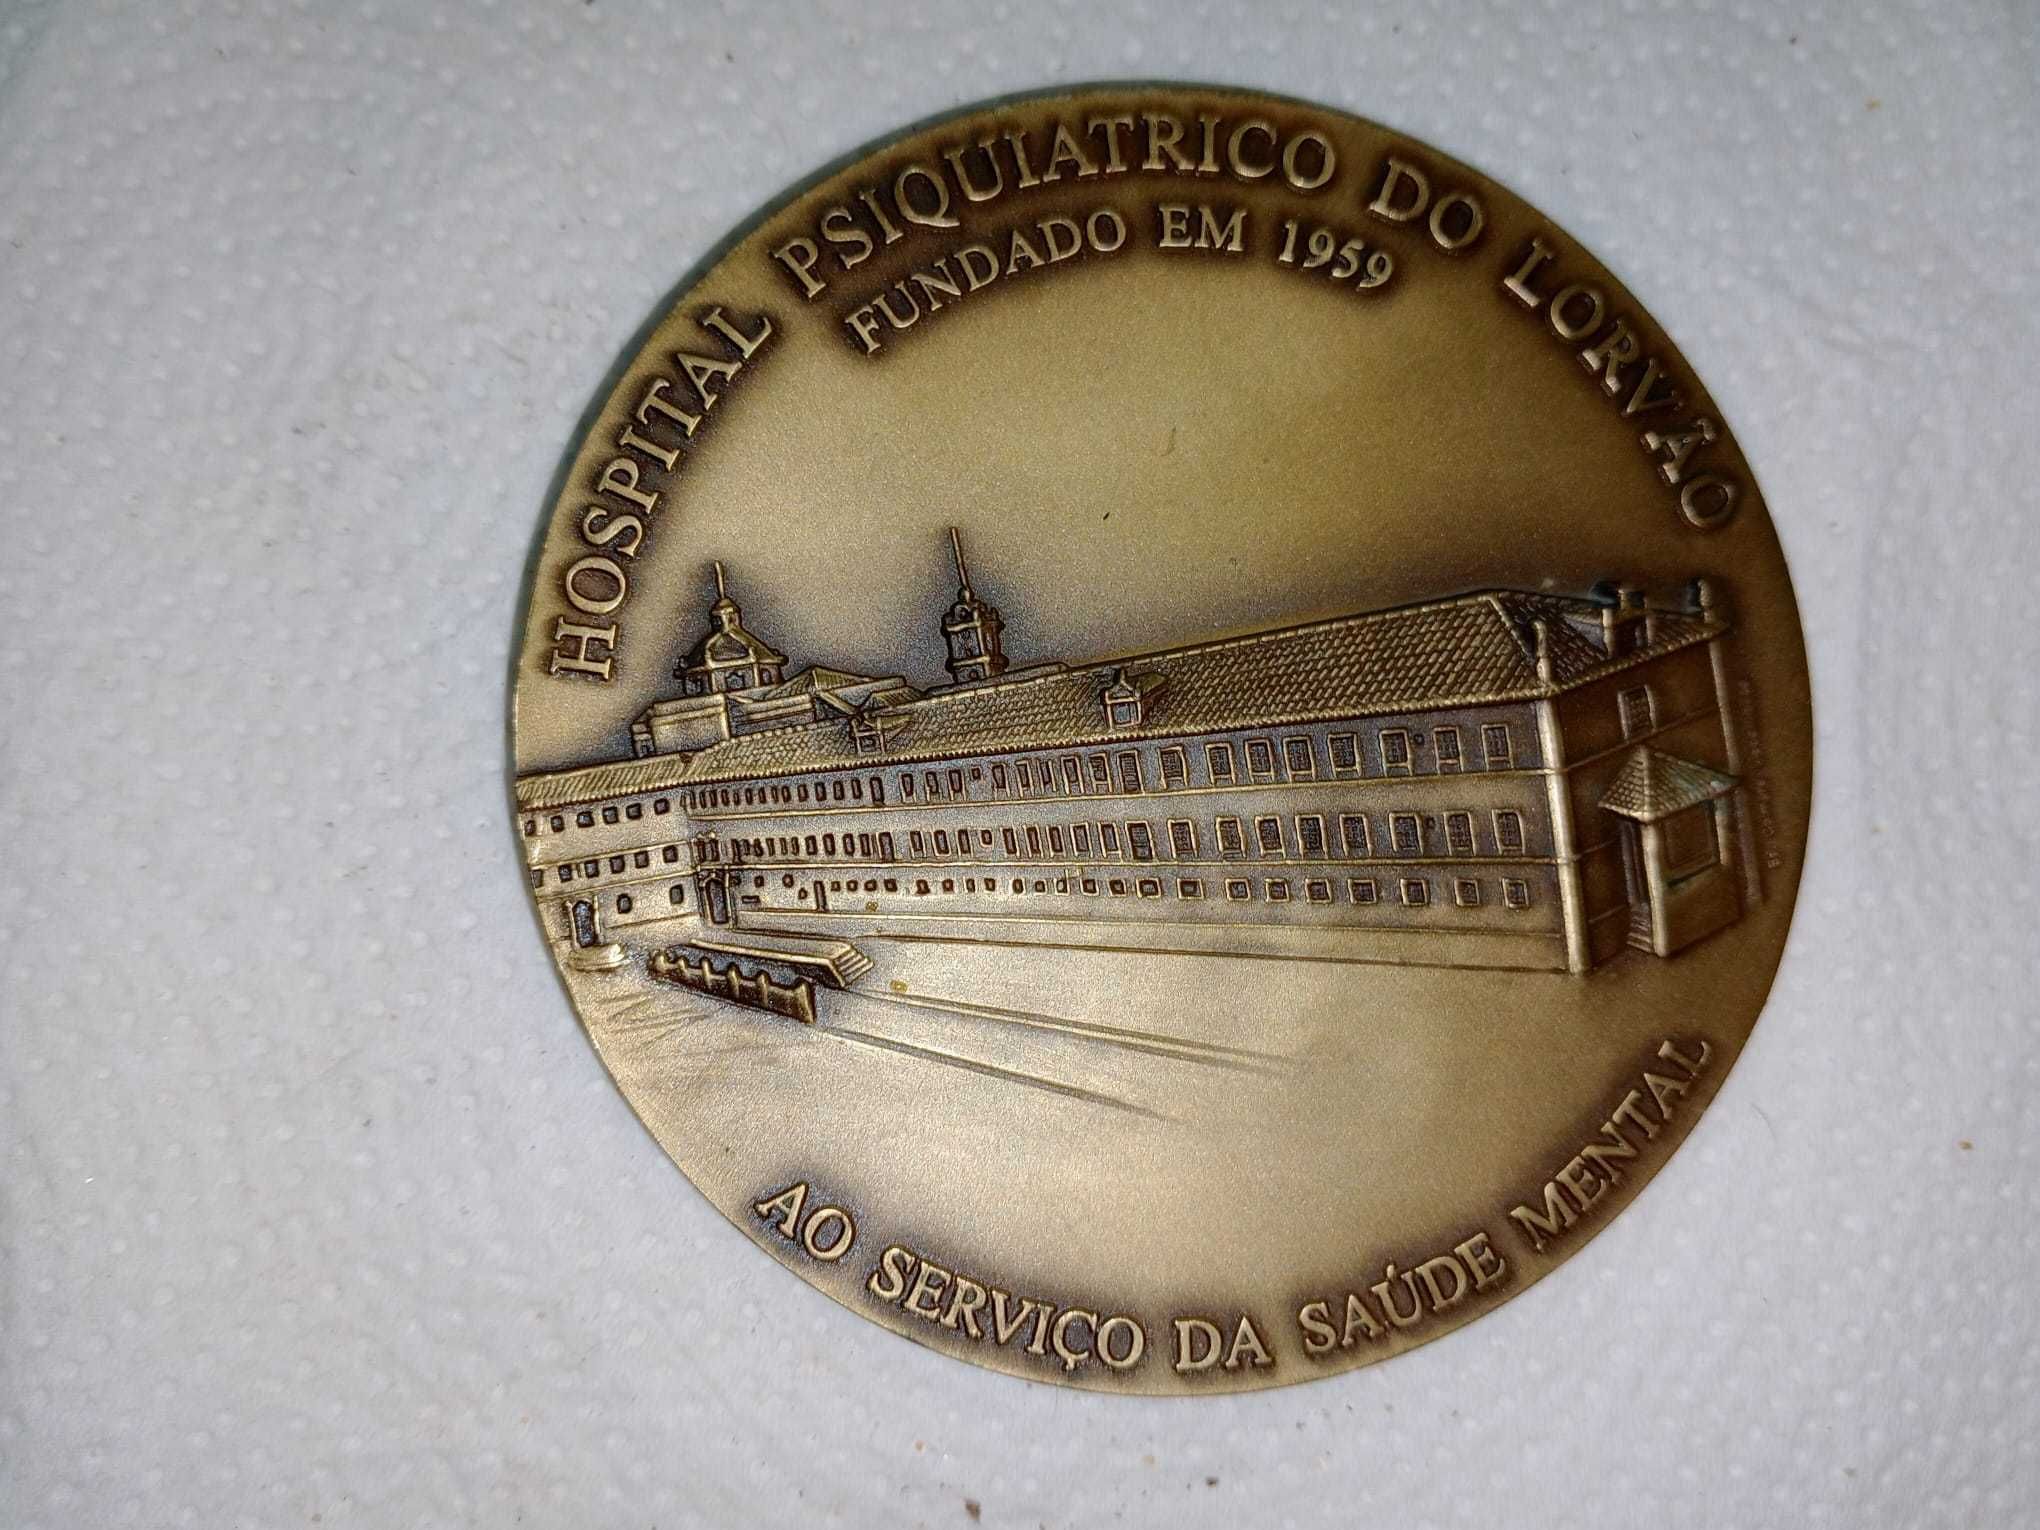 HOSPITAL PSIQUIATRICO DO LORVÃO
FUNDADO EM 1959
AO SERVIÇO DA SAÚDE MENTAL